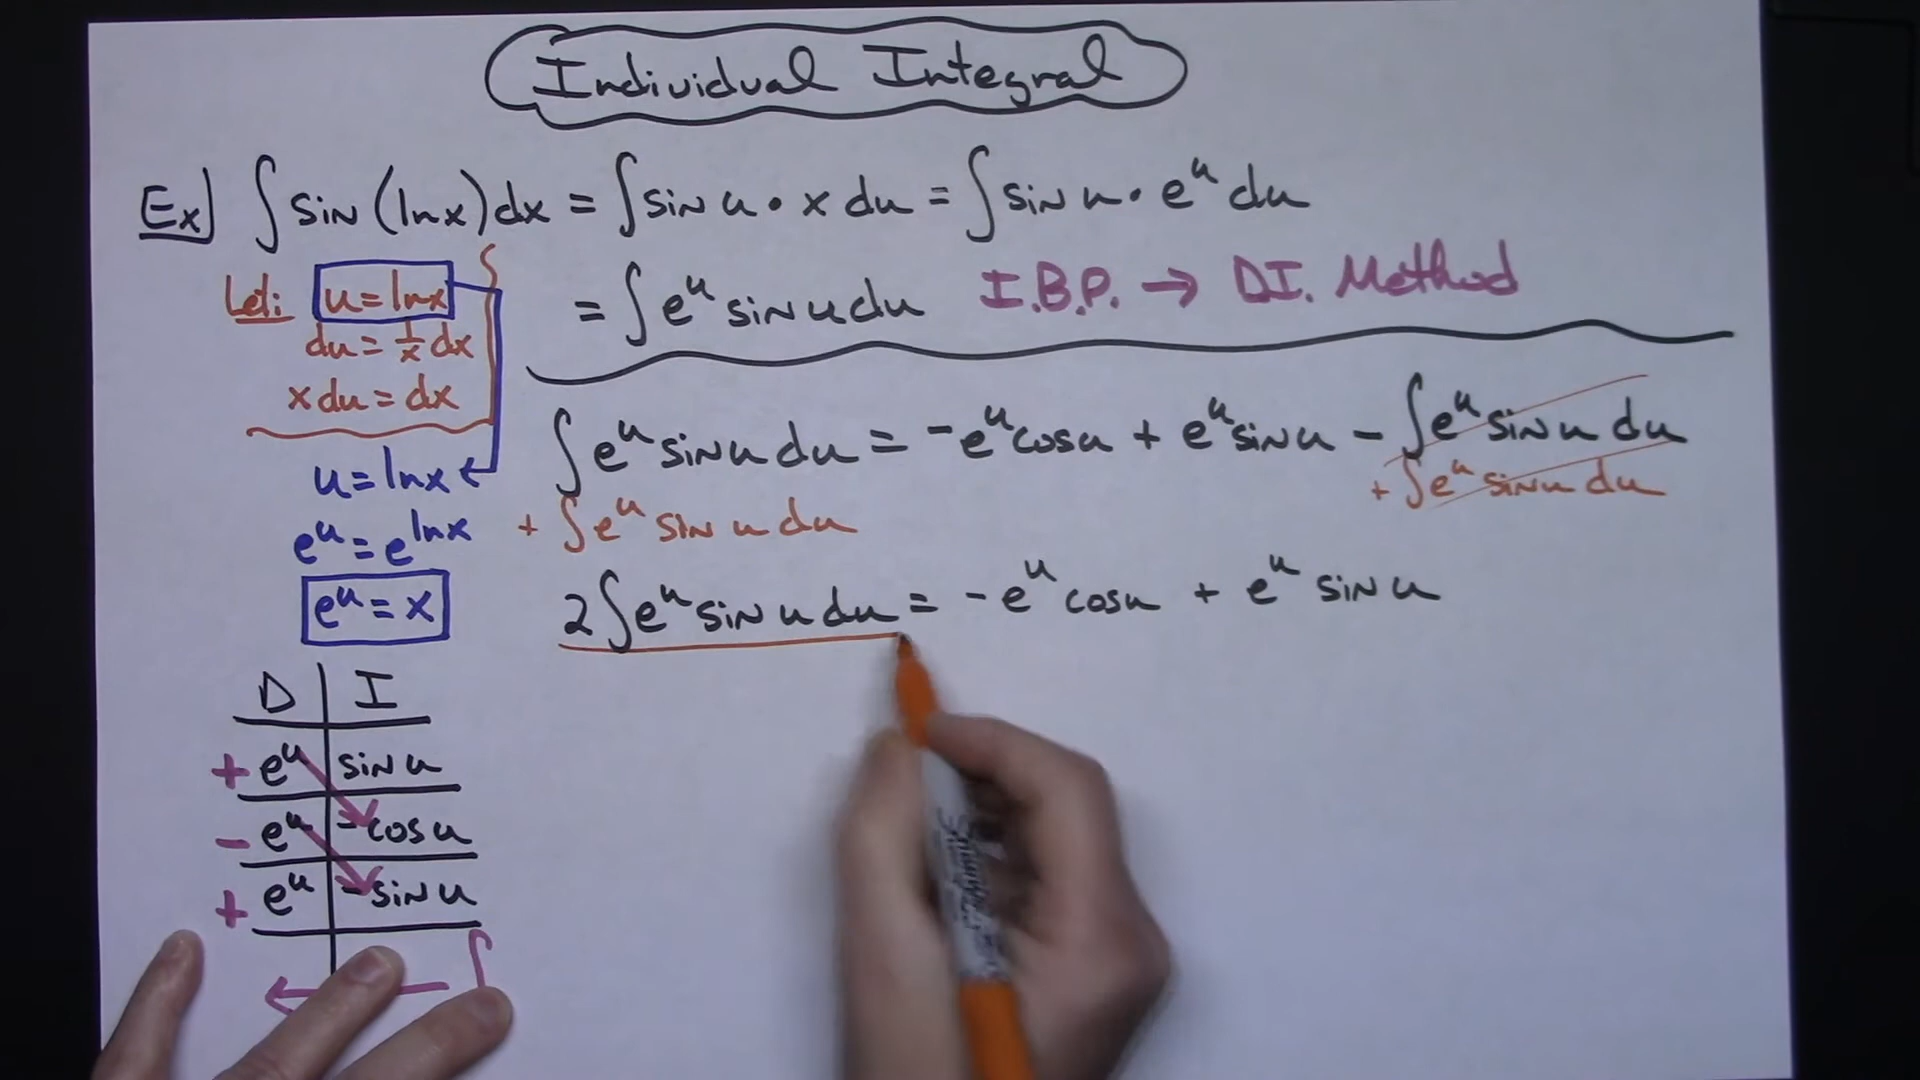 Individual Integral
Ex] ∫ sin (lnx) dx = ∫ sin u • x du = ∫ sin u • e^u du
Let: u = lnx
= ∫ e^u sin u du I.B.P. → D.I. Method
du = 1/x dx
x du = dx
∫ e^u sin u du = -e^u cos u + e^u sin u - ∫ e^u sin u du
u = lnx
+ ∫ e^u sin u du + ∫ e^u sin u du
e^u = e^lnx
e^u = x
2 ∫ e^u sin u du = -e^u cos u + e^u sin u
D I
+ e^u sin u
- e^u -cos u
+ e^u -sin u
∫